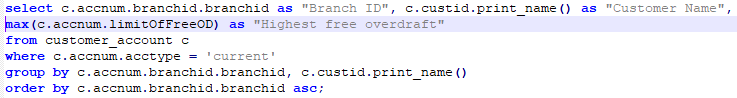 select c.accnum.branchid.branchid as "Branch ID", c.custid.print_name() as "Customer Name",
max(c.accnum.limitOfFreeOD) as "Highest free overdraft"
from customer_account c
where c.accnum.acctype = 'current'
group by c.accnum.branchid.branchid, c.custid.print_name()
order by c.accnum.branchid.branchid asc;